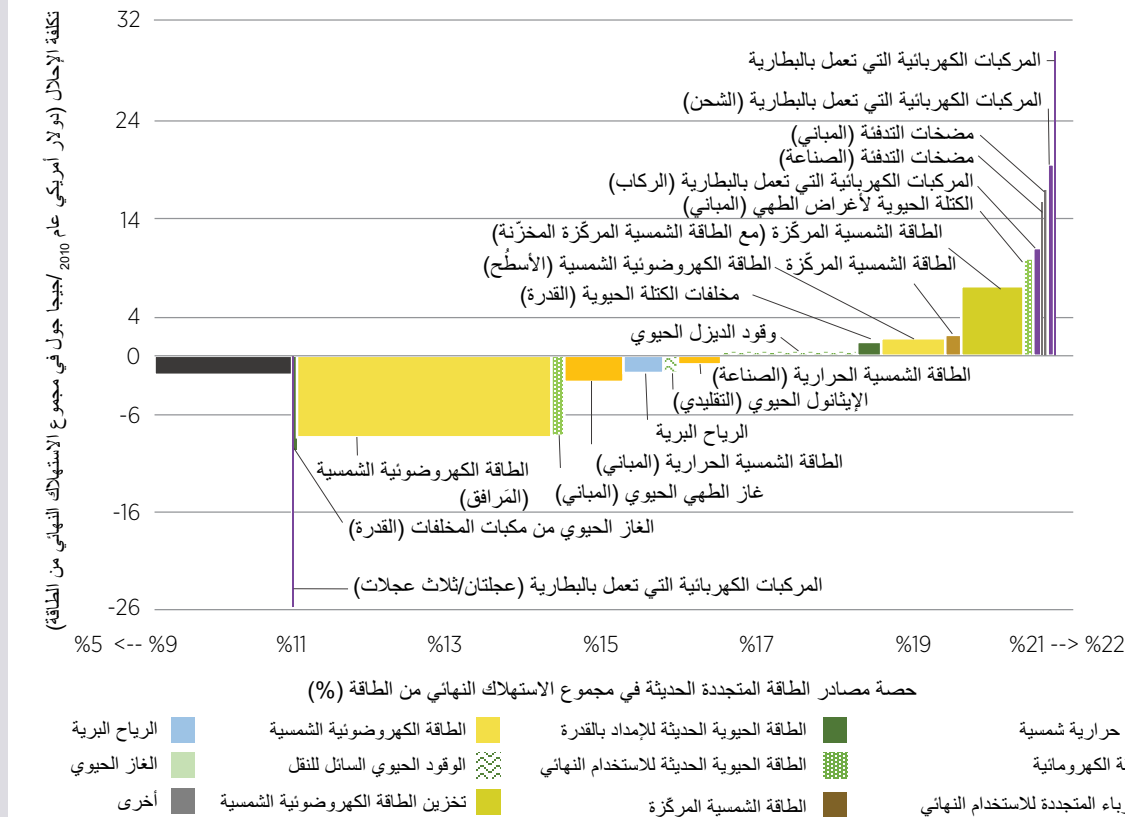 تكلفة الإحلال (دولار أمريكي عام 2010 /جيجا جول في مجموع الاستهلاك النهائي من الطاقة)
32
24
14
4
0
-6
-16
-26
المركبات الكهربائية التي تعمل بالبطارية
المركبات الكهربائية التي تعمل بالبطارية (الشحن)
مضخات التدفئة (المباني)
مضخات التدفئة (الصناعة)
المركبات الكهربائية التي تعمل بالبطارية (الركاب)
الكتلة الحيوية لأغراض الطهي (المباني)
الطاقة الشمسية المركّزة (مع الطاقة الشمسية المركّزة المخزّنة)
الطاقة الشمسية المركّزة
الطاقة الكهروضوئية الشمسية (الأسطُح)
مخلفات الكتلة الحيوية (القدرة)
وقود الديزل الحيوي
الطاقة الشمسية الحرارية (الصناعة)
الإيثانول الحيوي (التقليدي)
الرياح البرية
الطاقة الشمسية الحرارية (المباني)
غاز الطهي الحيوي (المباني)
الطاقة الكهروضوئية الشمسية
(المَرافق)
الغاز الحيوي من مكبات المخلفات (القدرة)
المركبات الكهربائية التي تعمل بالبطارية (عجلتان/ثلاث عجلات)
%5 <-- %9 %11 %13 %15 %17 %19 %21 --> %22
حصة مصادر الطاقة المتجددة الحديثة في مجموع الاستهلاك النهائي من الطاقة (%)
حرارية شمسية
الطاقة الحيوية الحديثة للإمداد بالقدرة
الطاقة الكهروضوئية الشمسية
الرياح البرية
ة الكهرومائية
الطاقة الحيوية الحديثة للاستخدام النهائي
الوقود الحيوي السائل للنقل
الغاز الحيوي
رباء المتجددة للاستخدام النهائي
الطاقة الشمسية المركّزة
تخزين الطاقة الكهروضوئية الشمسية
أخرى